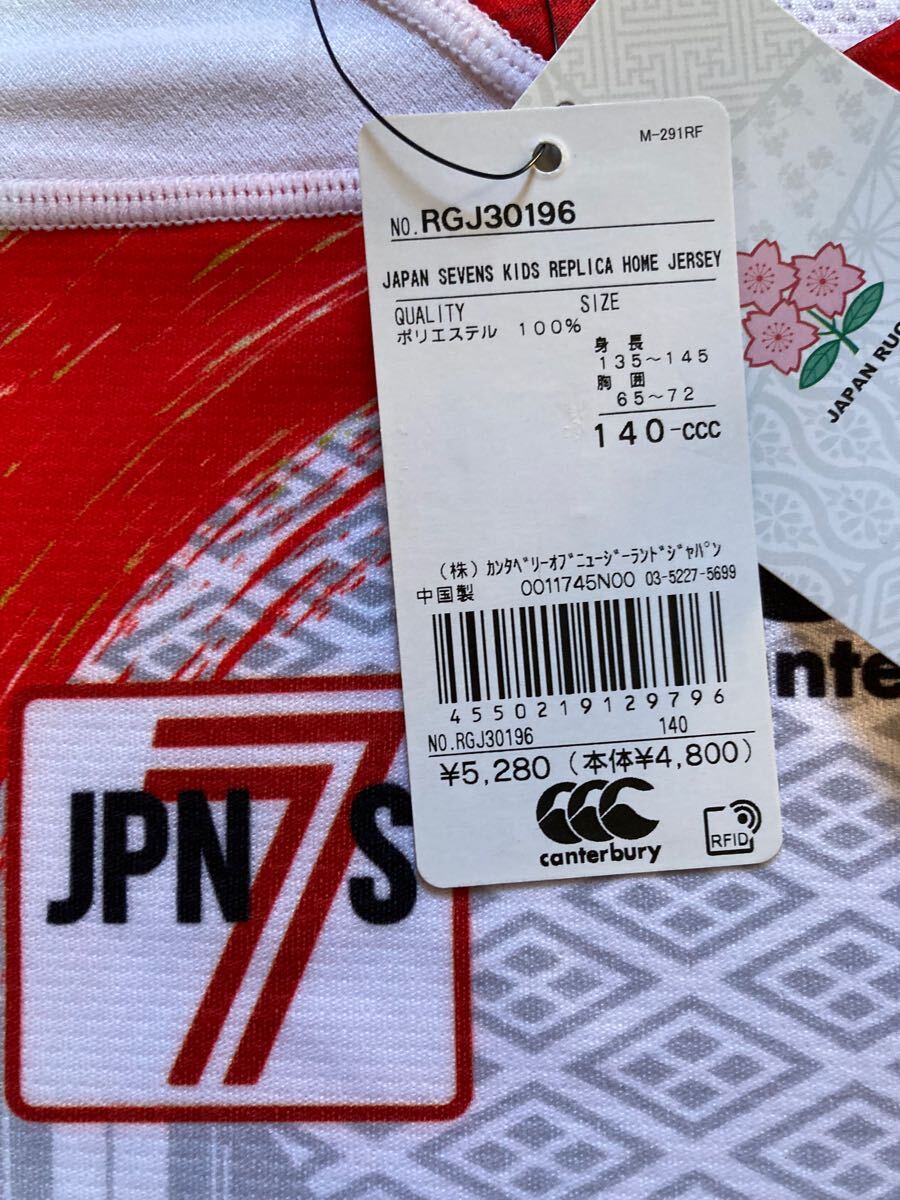 M-291RF
NO. RGJ30196
JAPAN SEVENS KIDS REPLICA HOME JERSEY
QUALITY SIZE
ポリエステル 100%
身 長
135~145
胸 囲
65~72
140-CCC
(株) ｶﾝﾀﾍﾞﾘｰｵﾌﾞﾆｭｰｼﾞｰﾗﾝﾄﾞｼﾞｬﾊﾟﾝ
中国製 0011745N00 03-5227-5699
4550219129796
NO.RGJ30196 140
¥5,280 (本体¥4,800)
canterbury
RFID
JAPAN RUG
JPN7S